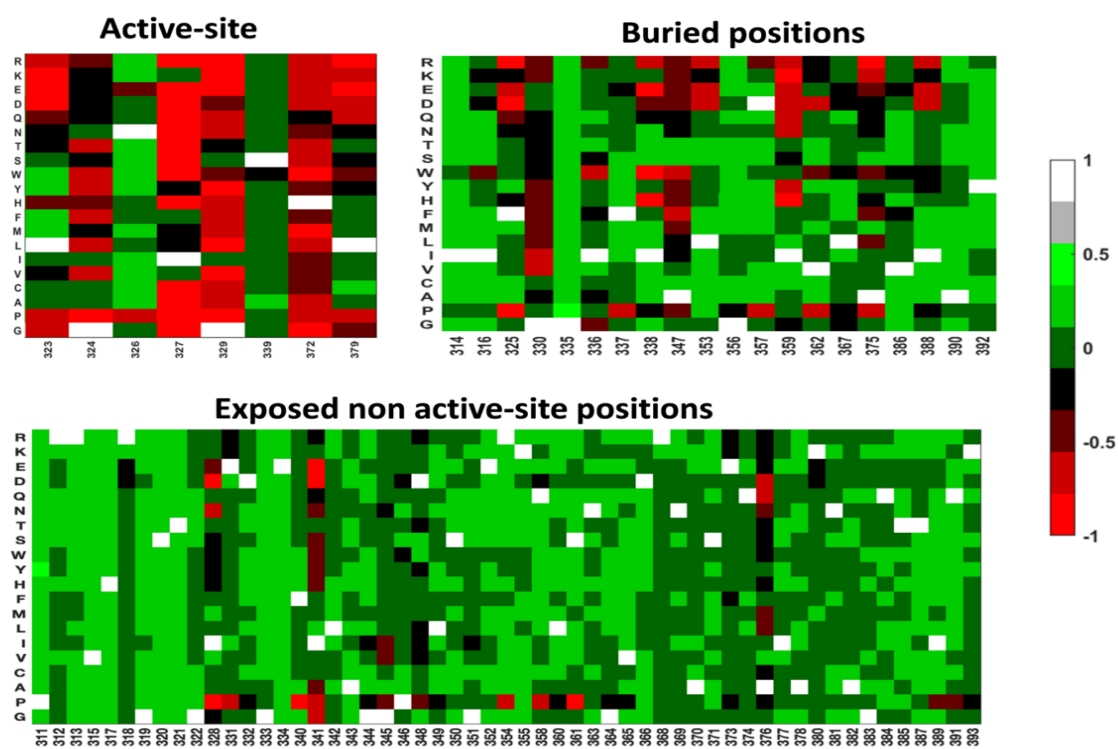 Active-site
R
K
E
D
Q
N
T
S
W
Y
H
F
M
L
I
V
C
A
P
G
323 324 326 327 329 339 372 379
Buried positions
R
K
E
D
Q
N
T
S
W
Y
H
F
M
L
I
V
C
A
P
G
314 316 325 330 335 336 337 338 347 353 356 357 359 362 367 375 386 388 390 392
Exposed non active-site positions
R
K
E
D
Q
N
T
S
W
Y
H
F
M
L
I
V
C
A
P
G
311 312 313 315 317 318 319 320 321 322 328 331 332 333 334 340 341 342 343 344 345 346 348 349 350 351 352 354 355 358 360 361 363 364 365 366 368 369 370 371 373 374 376 377 378 380 381 382 383 384 385 387 389 391 393
1
0.5
0
-0.5
-1